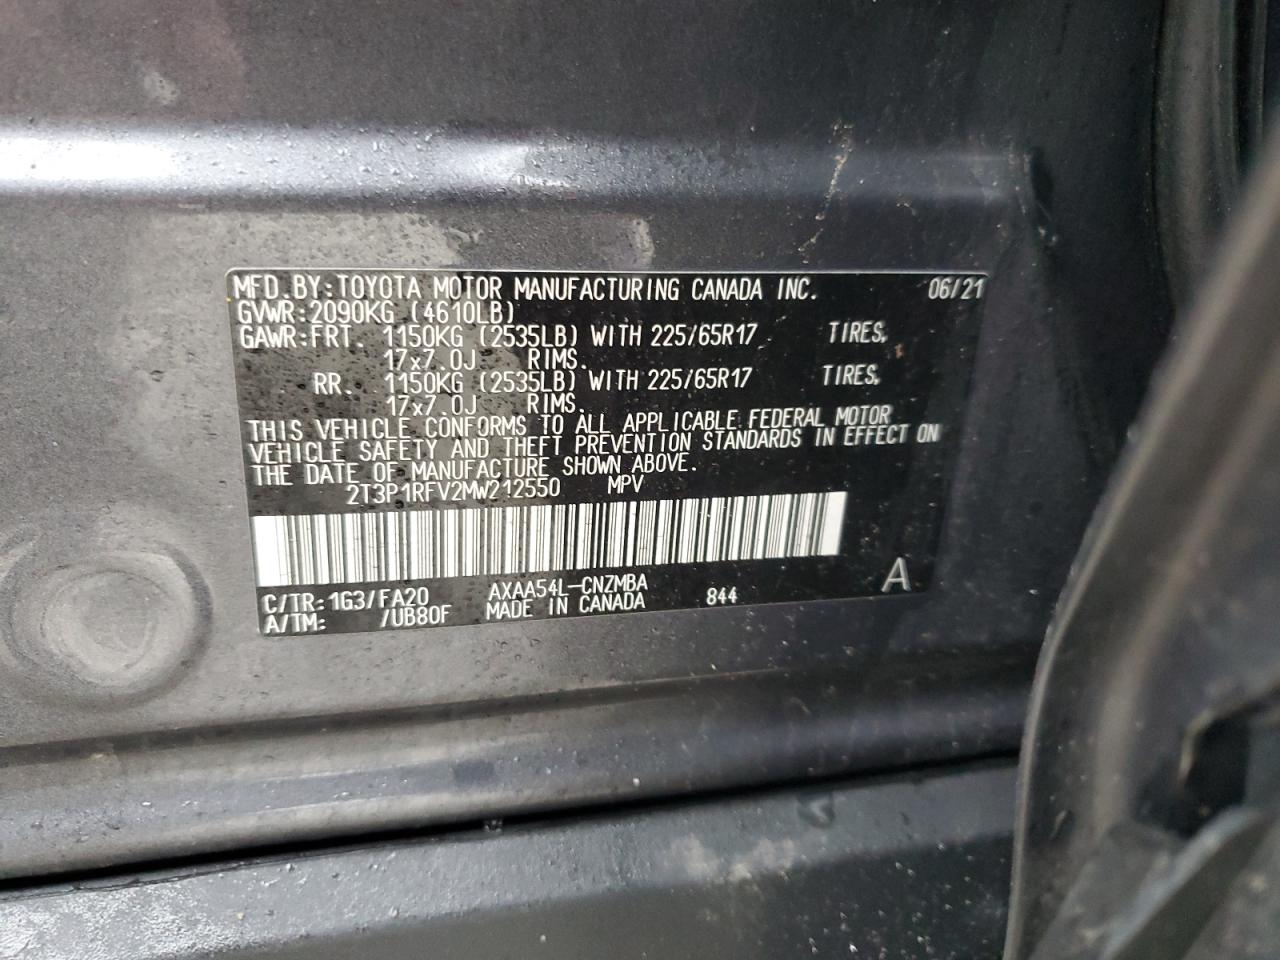 MFD.BY:TOYOTA MOTOR MANUFACTURING CANADA INC. 06/21
GVWR:2090KG (4610LB)
GAWR:FRT. 1150KG (2535LB) WITH 225/65R17 TIRES,
17x7.0J RIMS.
RR. 1150KG (2535LB) WITH 225/65R17 TIRES,
17x7.0J RIMS.
THIS VEHICLE CONFORMS TO ALL APPLICABLE FEDERAL MOTOR
VEHICLE SAFETY AND THEFT PREVENTION STANDARDS IN EFFECT ON
THE DATE OF MANUFACTURE SHOWN ABOVE.
2T3P1RFV2MW212550 MPV
C/TR:1G3/FA20 AXAA54L-CNZMBA 844 A
A/TM: /UB80F MADE IN CANADA